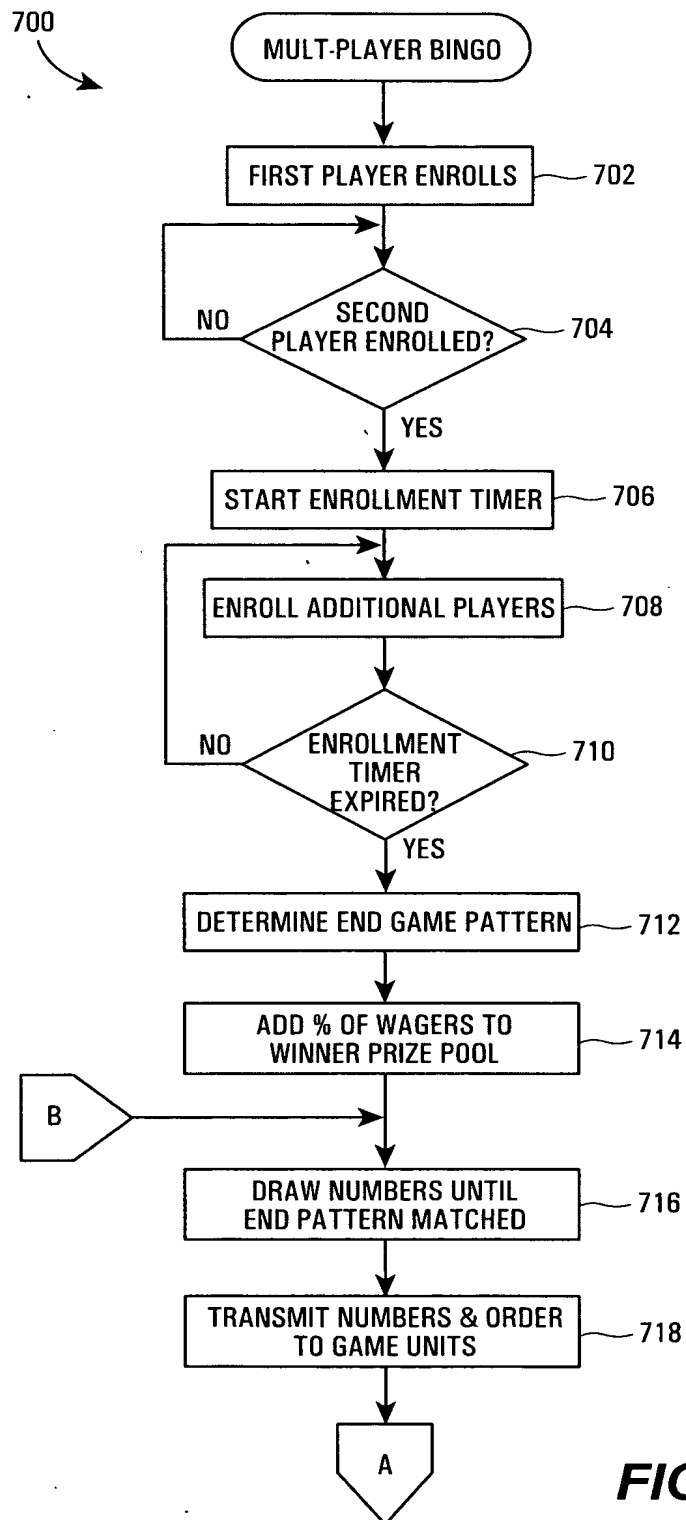 700
MULT-PLAYER BINGO
FIRST PLAYER ENROLLS
702
SECOND
PLAYER ENROLLED?
704
NO
YES
START ENROLLMENT TIMER
706
ENROLL ADDITIONAL PLAYERS
708
NO
ENROLLMENT
TIMER
EXPIRED?
710
YES
DETERMINE END GAME PATTERN
712
ADD % OF WAGERS TO
WINNER PRIZE POOL
714
B
DRAW NUMBERS UNTIL
END PATTERN MATCHED
716
TRANSMIT NUMBERS & ORDER
TO GAME UNITS
718
A
FIG